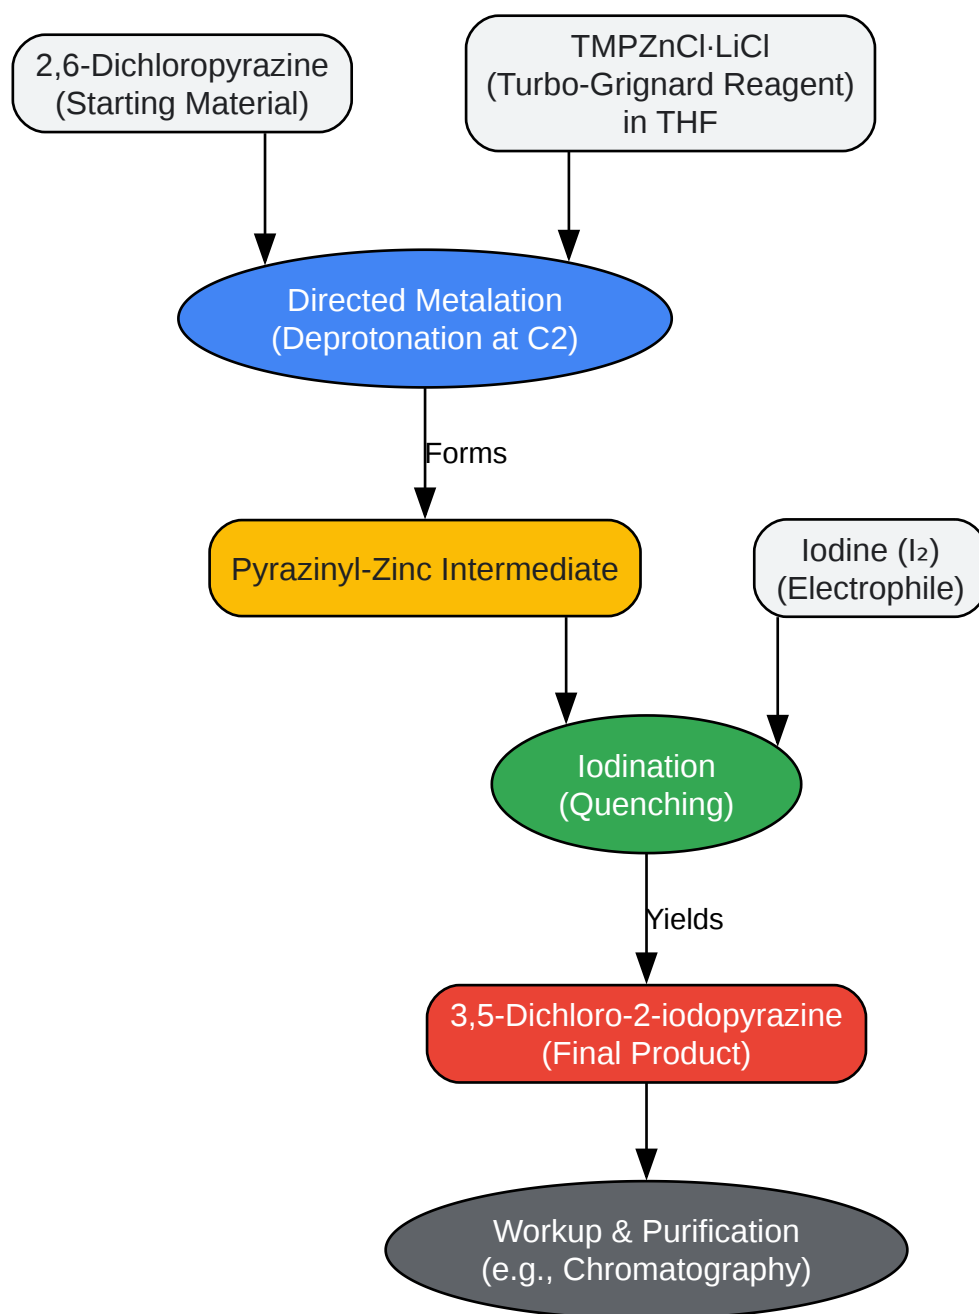 2,6-Dichloropyrazine
(Starting Material)
TMPZnCl·LiCl
(Turbo-Grignard Reagent)
in THF
Directed Metalation
(Deprotonation at C2)
Forms
Pyrazinyl-Zinc Intermediate
Iodine (I₂)
(Electrophile)
Iodination
(Quenching)
Yields
3,5-Dichloro-2-iodopyrazine
(Final Product)
Workup & Purification
(e.g., Chromatography)